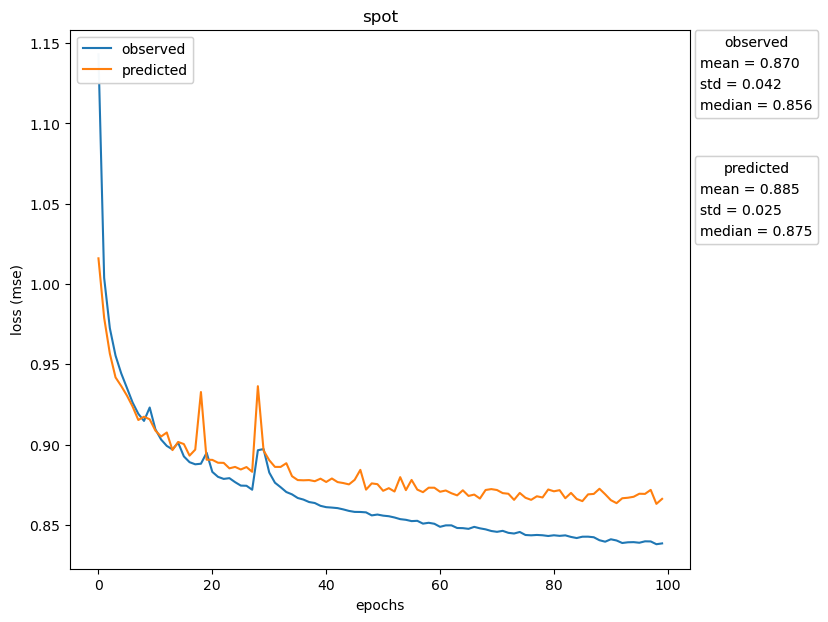 spot
observed
predicted
observed
mean = 0.870
std = 0.042
median = 0.856
predicted
mean = 0.885
std = 0.025
median = 0.875
1.15
1.10
1.05
1.00
0.95
0.90
0.85
loss (mse)
0 20 40 60 80 100
epochs